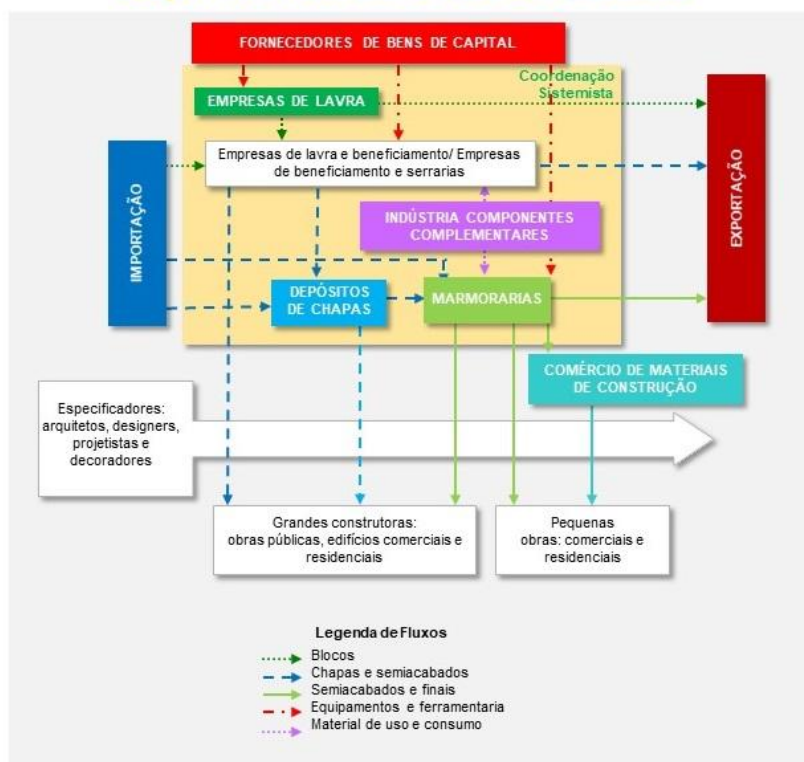 FORNECEDORES DE BENS DE CAPITAL
Coordenação
Sistemista
EMPRESAS DE LAVRA
IMPORTAÇÃO
EXPORTAÇÃO
Empresas de lavra e beneficiamento/ Empresas
de beneficiamento e serrarias
INDÚSTRIA COMPONENTES
COMPLEMENTARES
DEPÓSITOS
DE CHAPAS
MARMORARIAS
COMÉRCIO DE MATERIAIS
DE CONSTRUÇÃO
Especificadores:
arquitetos, designers,
projetistas e
decoradores
Grandes construtoras:
obras públicas, edifícios comerciais e
residenciais
Pequenas
obras: comerciais e
residenciais
Legenda de Fluxos
Blocos
Chapas e semiacabados
Semiacabados e finais
Equipamentos e ferramentaria
Material de uso e consumo